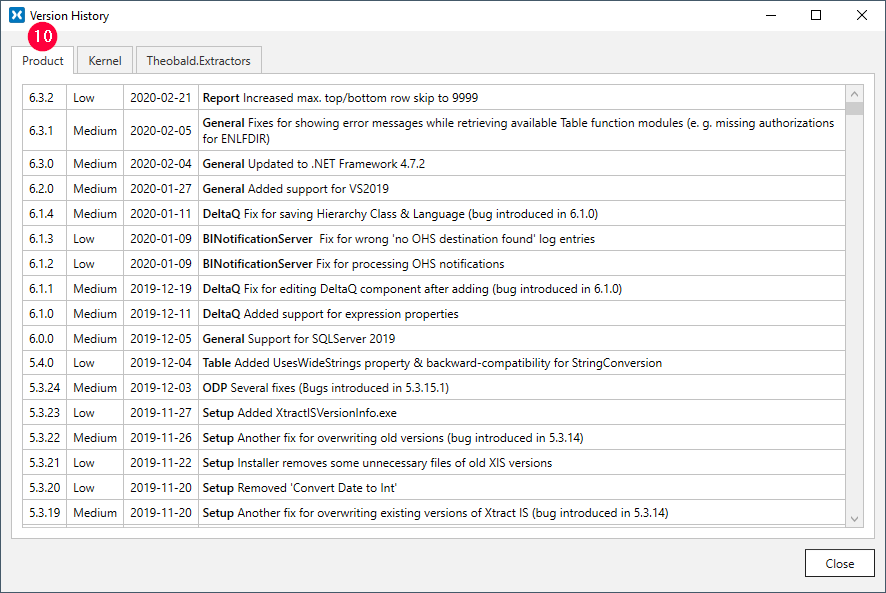 Version History
10
Product Kernel Theobald.Extractors
6.3.2 Low 2020-02-21 Report Increased max. top/bottom row skip to 9999
6.3.1 Medium 2020-02-05 General Fixes for showing error messages while retrieving available Table function modules (e. g. missing authorizations
for ENLFDIR)
6.3.0 Medium 2020-02-04 General Updated to .NET Framework 4.7.2
6.2.0 Medium 2020-01-27 General Added support for VS2019
6.1.4 Medium 2020-01-11 DeltaQ Fix for saving Hierarchy Class & Language (bug introduced in 6.1.0)
6.1.3 Low 2020-01-09 BINotificationServer  Fix for wrong 'no OHS destination found' log entries
6.1.2 Low 2020-01-09 BINotificationServer Fix for processing OHS notifications
6.1.1 Medium 2019-12-19 DeltaQ Fix for editing DeltaQ component after adding (bug introduced in 6.1.0)
6.1.0 Medium 2019-12-11 DeltaQ Added support for expression properties
6.0.0 Medium 2019-12-05 General Support for SQLServer 2019
5.4.0 Low 2019-12-04 Table Added UsesWideStrings property & backward-compatibility for StringConversion
5.3.24 Medium 2019-12-03 ODP Several fixes (Bugs introduced in 5.3.15.1)
5.3.23 Low 2019-11-27 Setup Added XtractISVersionInfo.exe
5.3.22 Medium 2019-11-26 Setup Another fix for overwriting old versions (bug introduced in 5.3.14)
5.3.21 Low 2019-11-22 Setup Installer removes some unnecessary files of old XIS versions
5.3.20 Low 2019-11-20 Setup Removed 'Convert Date to Int'
5.3.19 Medium 2019-11-20 Setup Another fix for overwriting existing versions of Xtract IS (bug introduced in 5.3.14)
Close